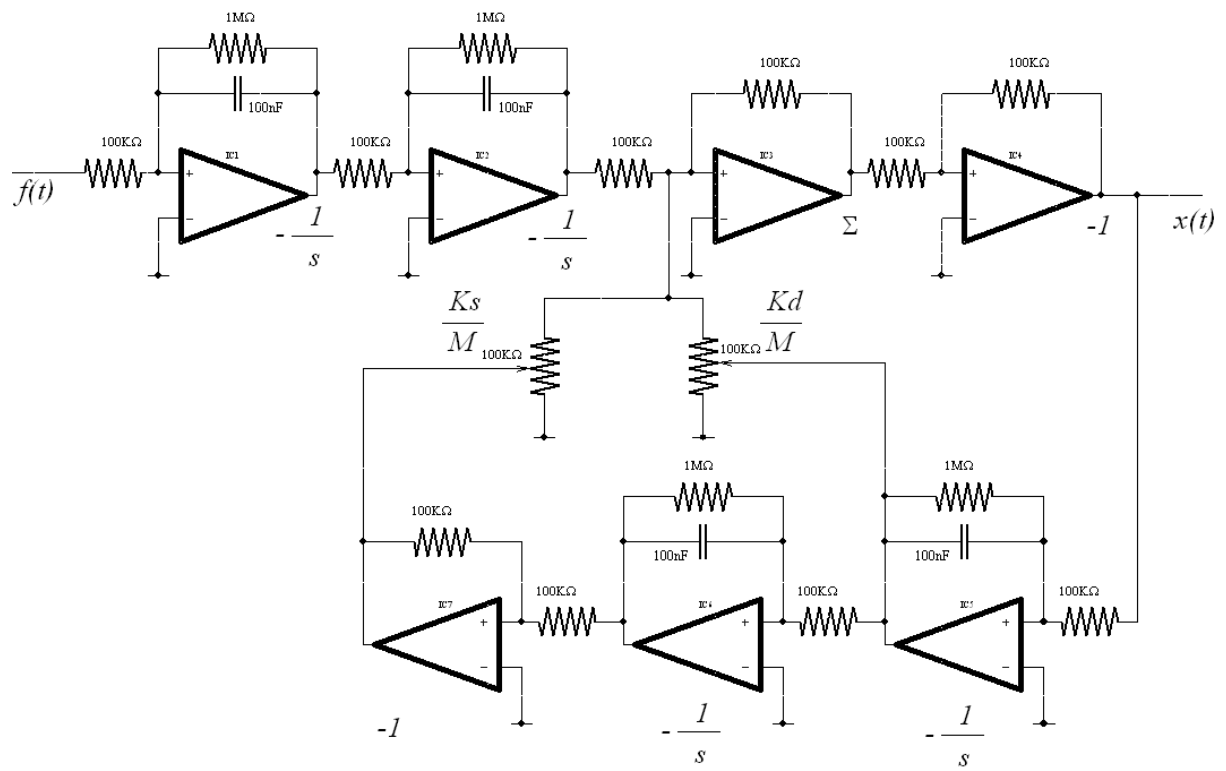 1MΩ
1MΩ
100KΩ
100KΩ
100nF
100nF
100KΩ
100KΩ
100KΩ
100KΩ
IC1
IC2
IC3
IC4
f(t)
+
+
+
+
−
−
−
−
- 1/s
- 1/s
Σ
-1
x(t)
Ks/M
Kd/M
100KΩ
100KΩ
1MΩ
1MΩ
100KΩ
100nF
100nF
IC7
100KΩ
IC6
100KΩ
IC5
100KΩ
+
+
+
−
−
−
-1
- 1/s
- 1/s